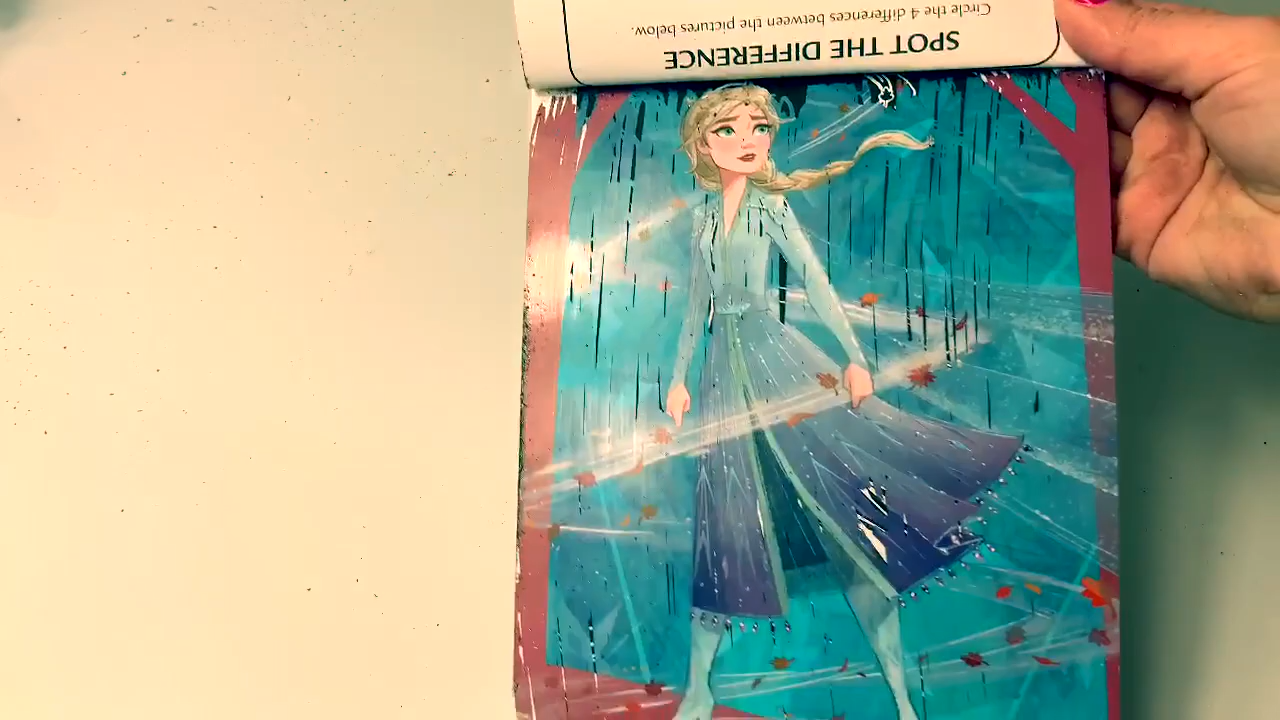 SPOT THE DIFFERENCE
Circle the 4 differences between the pictures below.